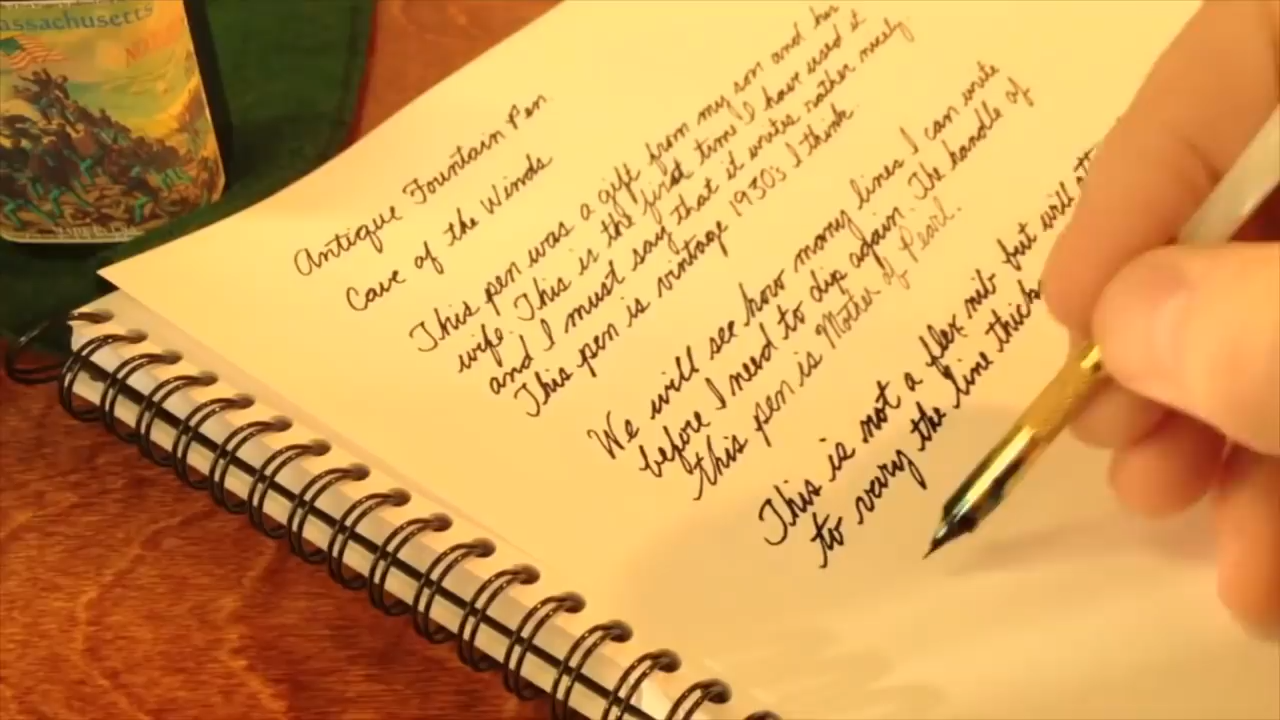 assachusetts
Antique Fountain Pen
Cave of the Winds
This pen was a gift from my son and his
wife. This is the first time I have used it
and I must say that it writes rather nicely
This pen is vintage 1930s I think.
We will see how many lines I can write
before I need to dip again. The handle of
this pen is Mother of Pearl.
This is not a flex nib but will
to vary the line